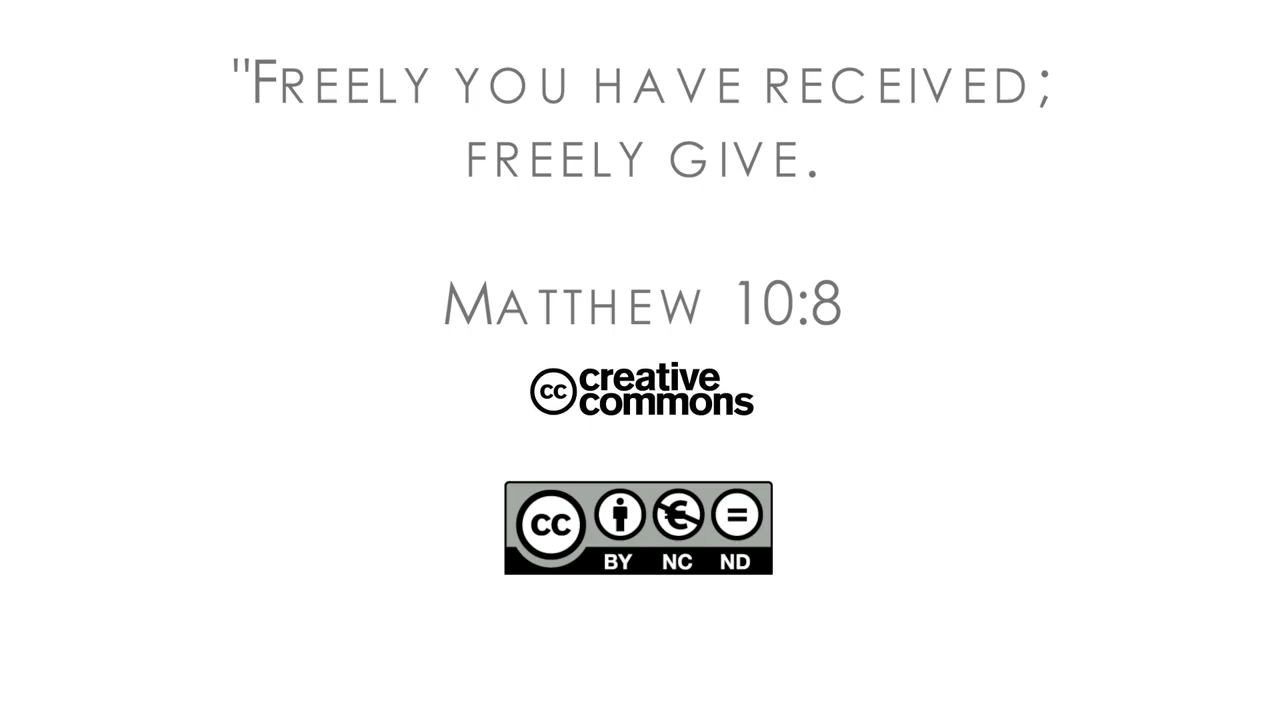 "FREELY YOU HAVE RECEIVED;
FREELY GIVE.
MATTHEW 10:8
cc creative
commons
cc BY NC ND